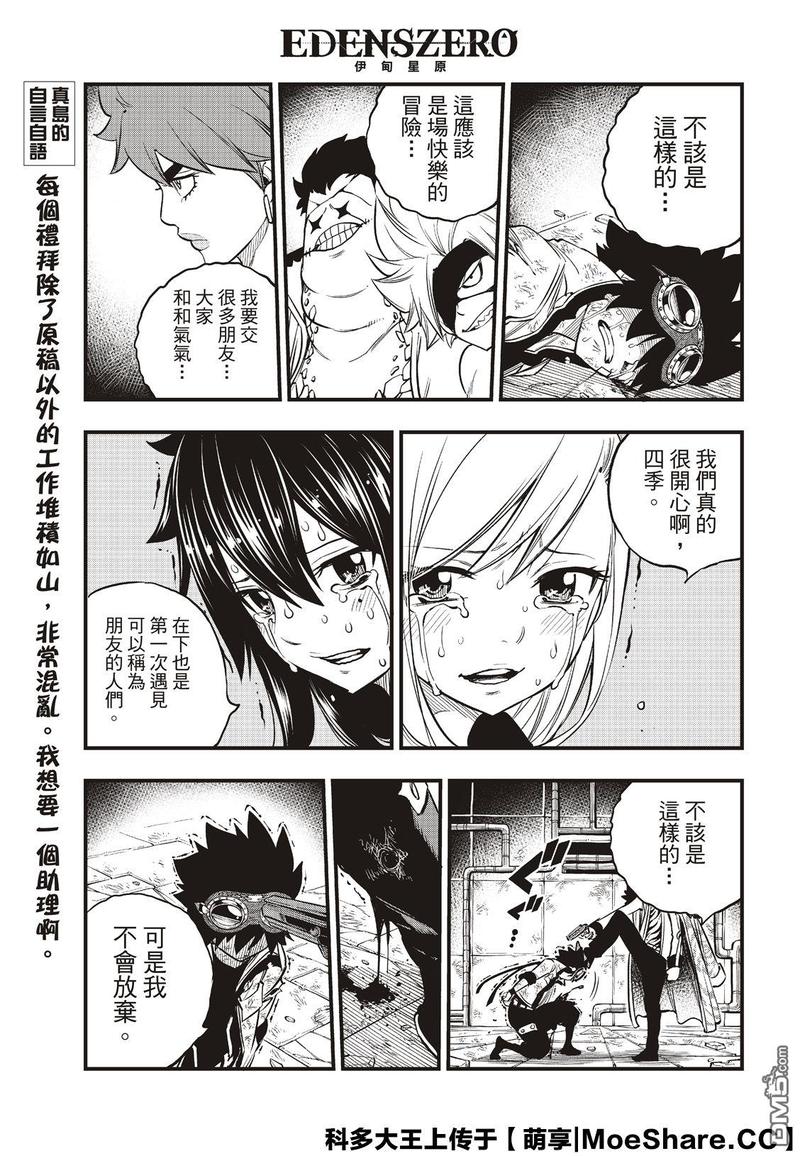 EDENSZERO
伊甸星原
真島的
自言自語
每個禮拜除了原稿以外的工作堆積如山，非常混亂。我想要一個助理啊。
不該是
這樣的…
這應該
是場快樂的
冒險…
我要交
很多朋友…
大家
和和氣氣…
我們真的
很開心啊，
四季。
在下也是
第一次遇見
可以稱為
朋友的人們。
不該是
這樣的…
可是我
不會放棄。
科多大王上传于【萌享|MoeShare.CC】
DM5.com